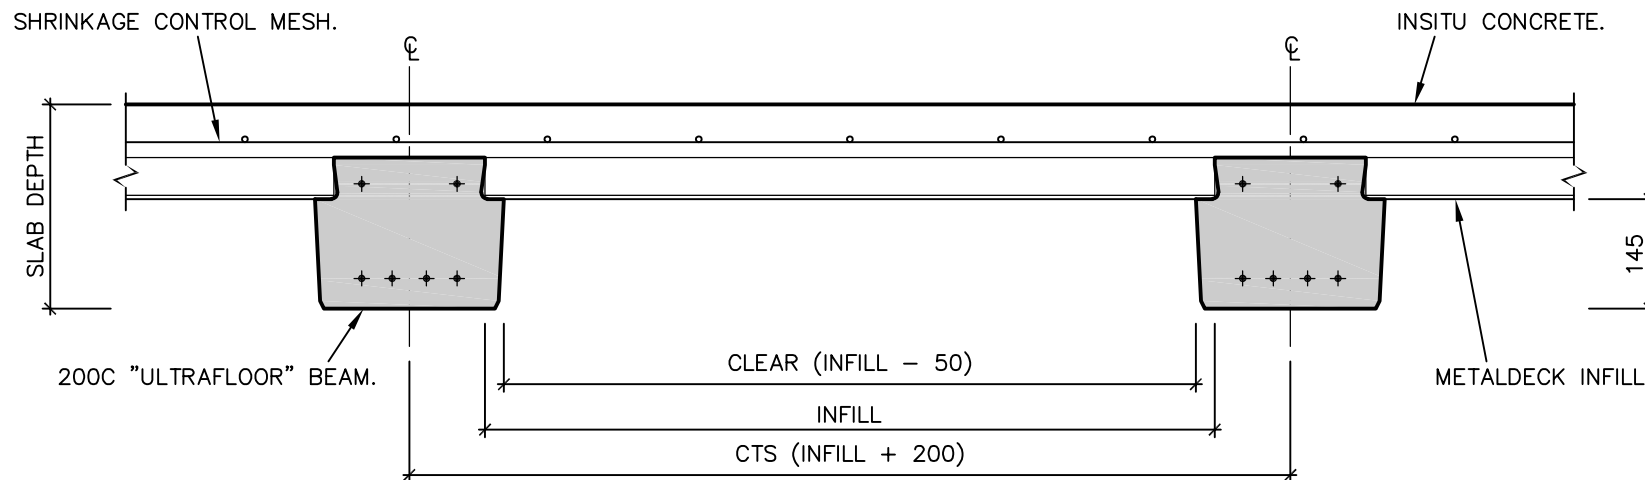 SHRINKAGE CONTROL MESH.
INSITU CONCRETE.
℄
℄
SLAB DEPTH
145
200C ”ULTRAFLOOR” BEAM.
CLEAR (INFILL − 50)
METALDECK INFILL
INFILL
CTS (INFILL + 200)